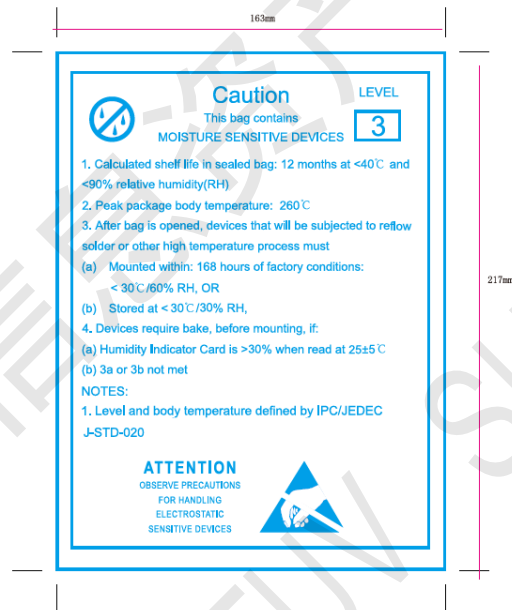 163mm
Caution
LEVEL
This bag contains
3
MOISTURE SENSITIVE DEVICES
1. Calculated shelf life in sealed bag: 12 months at <40℃ and
<90% relative humidity(RH)
2. Peak package body temperature: 260℃
3. After bag is opened, devices that will be subjected to reflow
solder or other high temperature process must
(a) Mounted within: 168 hours of factory conditions:
< 30℃/60% RH, OR
217mm
(b) Stored at < 30℃/30% RH,
4. Devices require bake, before mounting, if:
(a) Humidity Indicator Card is >30% when read at 25±5℃
(b) 3a or 3b not met
NOTES:
1. Level and body temperature defined by IPC/JEDEC
J-STD-020
ATTENTION
OBSERVE PRECAUTIONS
FOR HANDLING
ELECTROSTATIC
SENSITIVE DEVICES
信息资产